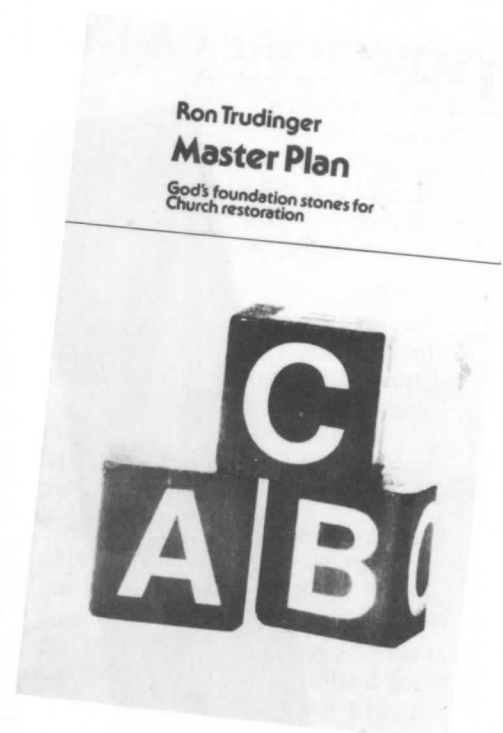 Ron Trudinger
Master Plan
God's foundation stones for
Church restoration
C
A B